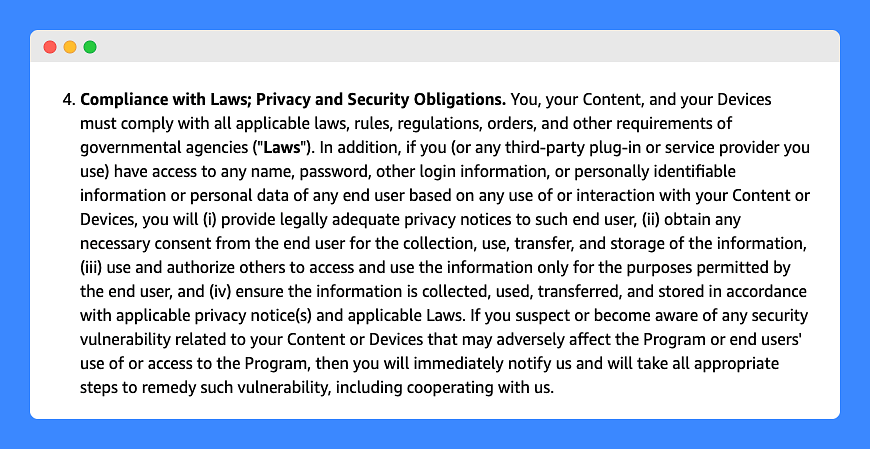 4. Compliance with Laws; Privacy and Security Obligations. You, your Content, and your Devices
must comply with all applicable laws, rules, regulations, orders, and other requirements of
governmental agencies ("Laws"). In addition, if you (or any third-party plug-in or service provider you
use) have access to any name, password, other login information, or personally identifiable
information or personal data of any end user based on any use of or interaction with your Content or
Devices, you will (i) provide legally adequate privacy notices to such end user, (ii) obtain any
necessary consent from the end user for the collection, use, transfer, and storage of the information,
(iii) use and authorize others to access and use the information only for the purposes permitted by
the end user, and (iv) ensure the information is collected, used, transferred, and stored in accordance
with applicable privacy notice(s) and applicable Laws. If you suspect or become aware of any security
vulnerability related to your Content or Devices that may adversely affect the Program or end users'
use of or access to the Program, then you will immediately notify us and will take all appropriate
steps to remedy such vulnerability, including cooperating with us.